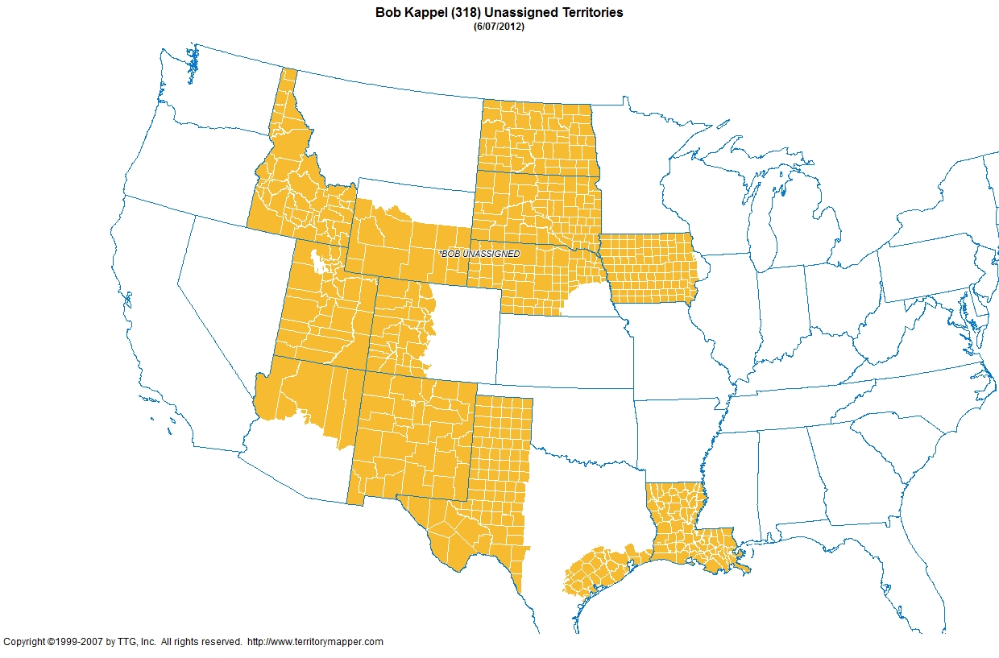 Bob Kappel (318) Unassigned Territories
(6/07/2012)
*BOB UNASSIGNED
Copyright ©1999-2007 by TTG, Inc. All rights reserved. http://www.territorymapper.com